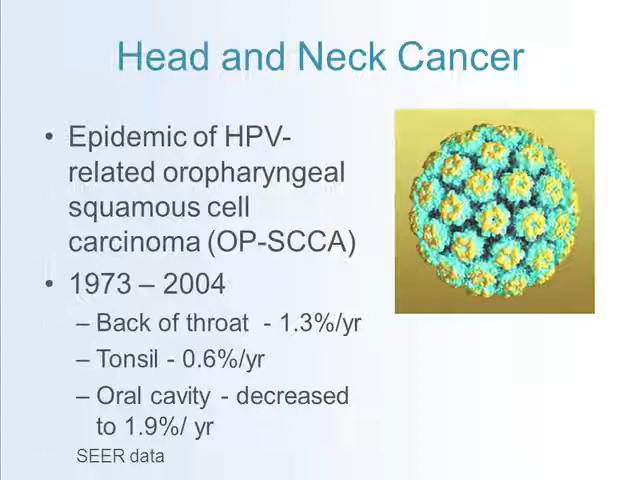 Head and Neck Cancer
• Epidemic of HPV-
related oropharyngeal
squamous cell
carcinoma (OP-SCCA)
• 1973 – 2004
– Back of throat - 1.3%/yr
– Tonsil - 0.6%/yr
– Oral cavity - decreased
to 1.9%/ yr
SEER data